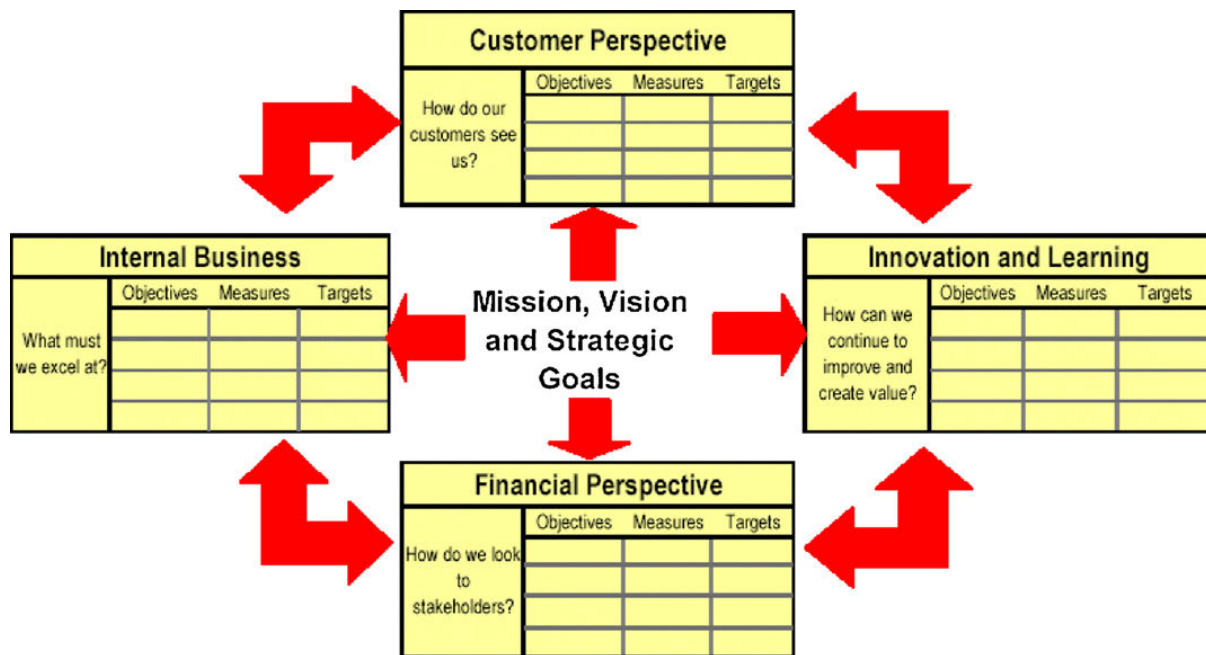 Customer Perspective
Objectives Measures Targets
How do our
customers see
us?
Internal Business
Objectives Measures Targets
What must
we excel at?
Mission, Vision
and Strategic
Goals
Innovation and Learning
Objectives Measures Targets
How can we
continue to
improve and
create value?
Financial Perspective
Objectives Measures Targets
How do we look
to
stakeholders?